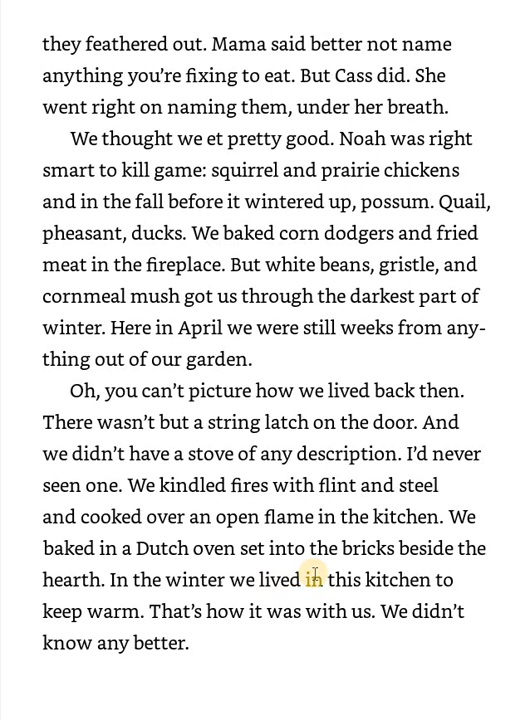 they feathered out. Mama said better not name
anything you’re fixing to eat. But Cass did. She
went right on naming them, under her breath.
We thought we et pretty good. Noah was right
smart to kill game: squirrel and prairie chickens
and in the fall before it wintered up, possum. Quail,
pheasant, ducks. We baked corn dodgers and fried
meat in the fireplace. But white beans, gristle, and
cornmeal mush got us through the darkest part of
winter. Here in April we were still weeks from any-
thing out of our garden.
Oh, you can’t picture how we lived back then.
There wasn’t but a string latch on the door. And
we didn’t have a stove of any description. I’d never
seen one. We kindled fires with flint and steel
and cooked over an open flame in the kitchen. We
baked in a Dutch oven set into the bricks beside the
hearth. In the winter we lived in this kitchen to
keep warm. That’s how it was with us. We didn’t
know any better.